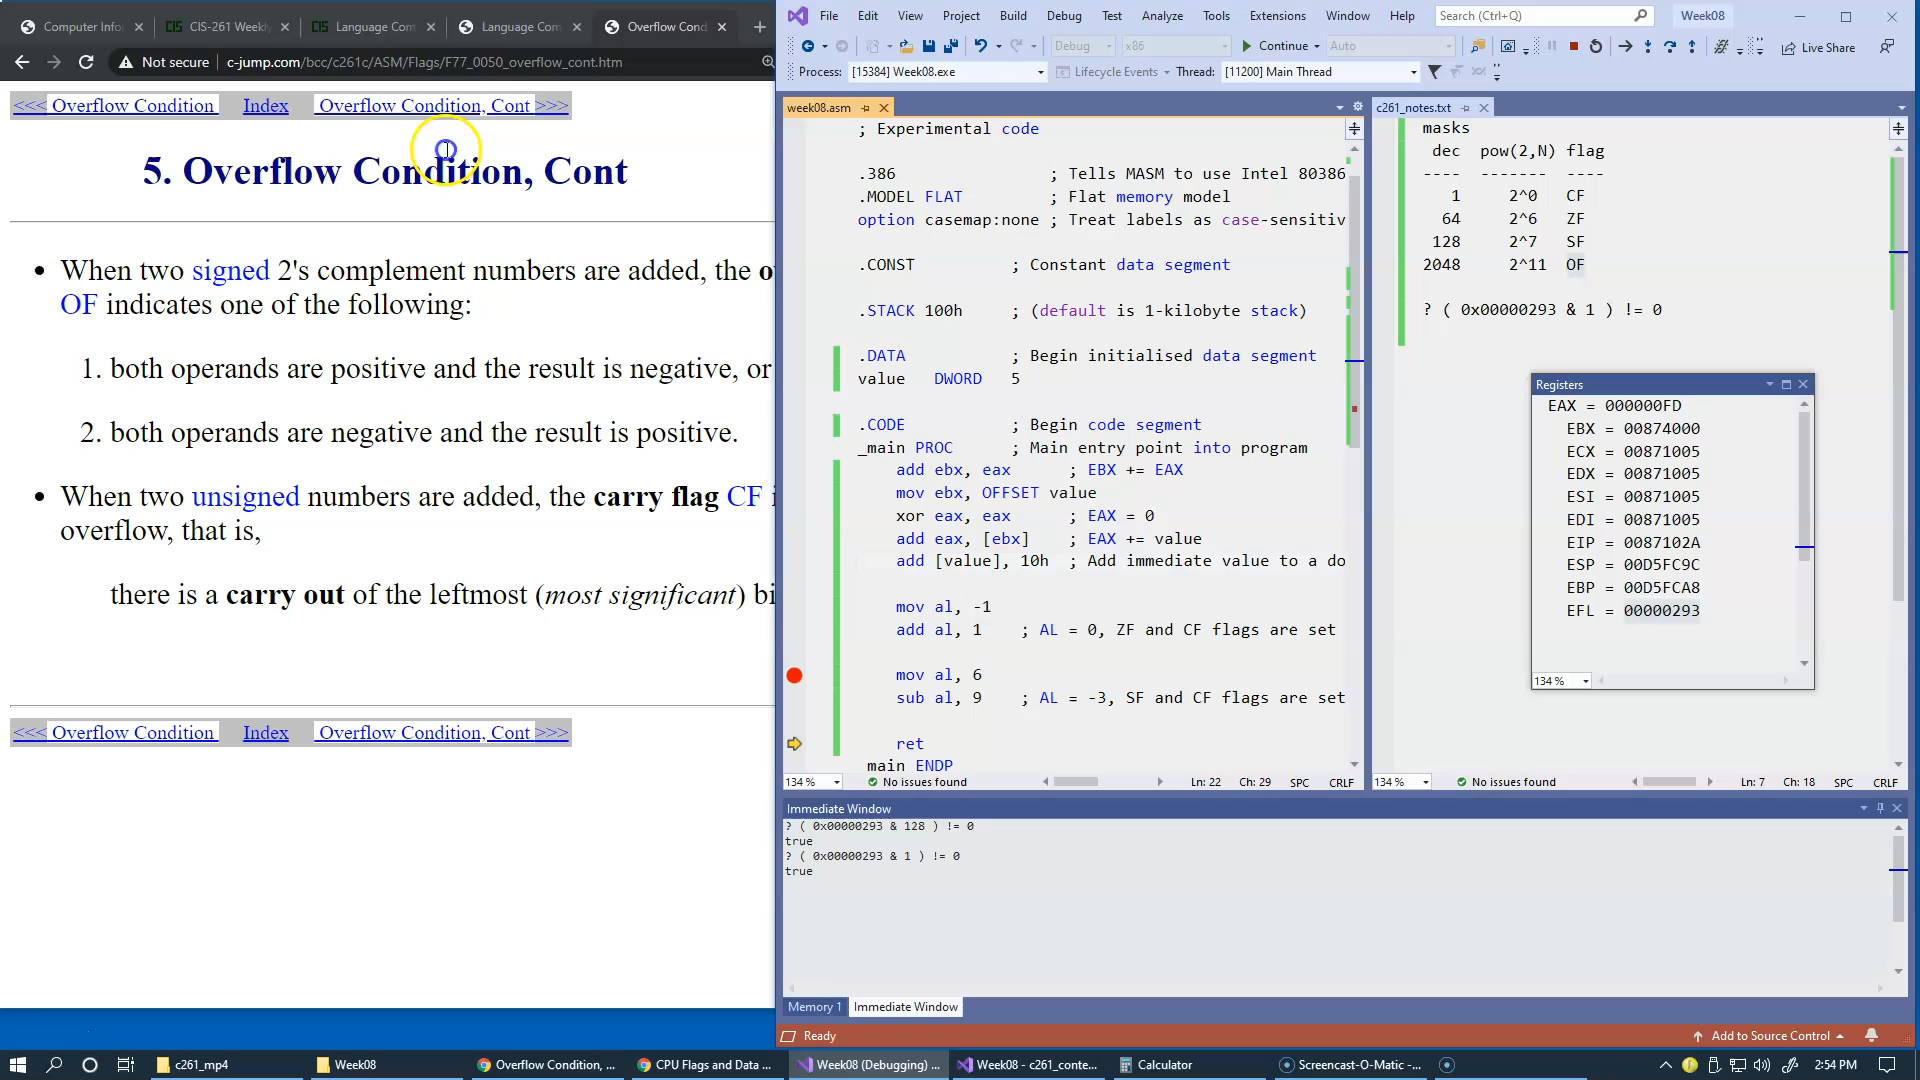 Computer Info
CIS-261 Weekly
Language Com
Language Com
Overflow Cond
Not secure
c-jump.com/bcc/c261c/ASM/Flags/F77_0050_overflow_cont.htm
<<< Overflow Condition Index Overflow Condition, Cont >>>
5. Overflow Condition, Cont
When two signed 2's complement numbers are added, the o
OF indicates one of the following:
1. both operands are positive and the result is negative, or
2. both operands are negative and the result is positive.
When two unsigned numbers are added, the carry flag CF i
overflow, that is,
there is a carry out of the leftmost (most significant) bi
<<< Overflow Condition Index Overflow Condition, Cont >>>
File Edit View Project Build Debug Test Analyze Tools Extensions Window Help
Search (Ctrl+Q)
Week08
Debug x86 Continue Auto
Live Share
Process: [15384] Week08.exe Lifecycle Events Thread: [11200] Main Thread
week08.asm
; Experimental code
.386 ; Tells MASM to use Intel 80386
.MODEL FLAT ; Flat memory model
option casemap:none ; Treat labels as case-sensitiv
.CONST ; Constant data segment
.STACK 100h ; (default is 1-kilobyte stack)
.DATA ; Begin initialised data segment
value DWORD 5
.CODE ; Begin code segment
_main PROC ; Main entry point into program
add ebx, eax ; EBX += EAX
mov ebx, OFFSET value
xor eax, eax ; EAX = 0
add eax, [ebx] ; EAX += value
add [value], 10h ; Add immediate value to a do
mov al, -1
add al, 1 ; AL = 0, ZF and CF flags are set
mov al, 6
sub al, 9 ; AL = -3, SF and CF flags are set
ret
main ENDP
134 % No issues found Ln: 22 Ch: 29 SPC CRLF
c261_notes.txt
masks
dec pow(2,N) flag
---- ------- ----
1 2^0 CF
64 2^6 ZF
128 2^7 SF
2048 2^11 OF
? ( 0x00000293 & 1 ) != 0
Registers
EAX = 000000FD
EBX = 00874000
ECX = 00871005
EDX = 00871005
ESI = 00871005
EDI = 00871005
EIP = 0087102A
ESP = 00D5FC9C
EBP = 00D5FCA8
EFL = 00000293
134 %
134 % No issues found Ln: 7 Ch: 18 SPC CRLF
Immediate Window
? ( 0x00000293 & 128 ) != 0
true
? ( 0x00000293 & 1 ) != 0
true
Memory 1 Immediate Window
Ready
Add to Source Control
c261_mp4
Week08
Overflow Condition, ...
CPU Flags and Data ...
Week08 (Debugging) ...
Week08 - c261_conte...
Calculator
Screencast-O-Matic -...
2:54 PM